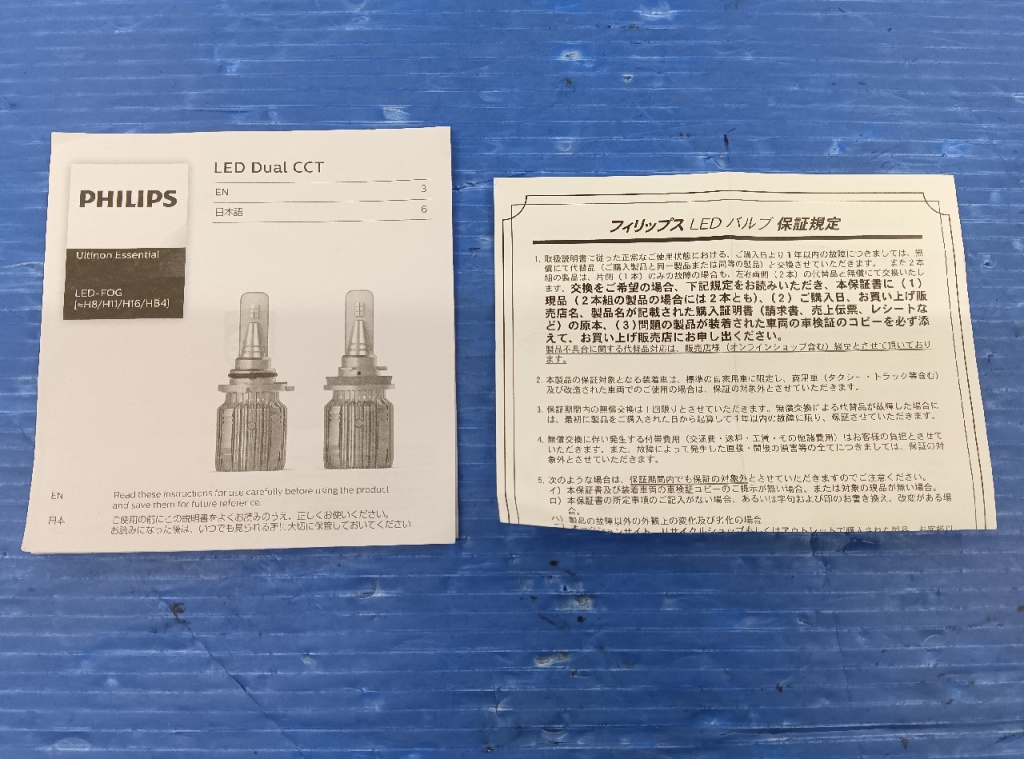 LED Dual CCT
EN 3
日本語 6
PHILIPS
Ultinon Essential
LED-FOG
[≈H8/H11/H16/HB4]
EN
Read these instructions for use carefully before using the product
and save them for future reference.
日本
ご使用の前にこの説明書をよくお読みのうえ、正しくお使いください。
お読みになった後は、いつでも見られる所に大切に保管しておいてください
フィリップス LED バルブ 保証規定
1. 取扱説明書に従った正常なご使用状態における、ご購入日より1年以内の故障につきましては、無
償にて代替品（ご購入製品と同一製品または同等の製品）と交換させていただきます。 また2本
組の製品は、片側（1本）のみの故障の場合も、左右両側（2本）の代替品と無償にて交換いたし
ます。交換をご希望の場合、下記規定をお読みいただき、本保証書に（1）
現品（2本組の製品の場合には2本とも）、（2）ご購入日、お買い上げ販
売店名、製品名が記載された購入証明書（請求書、売上伝票、レシートな
ど）の原本、（3）問題の製品が装着された車両の車検証のコピーを必ず添
えて、お買い上げ販売店にお申し出ください。
製品不具合に関する代替品対応は、販売店様（オンラインショップ含む）経由とさせて頂いており
ます。
2. 本製品の保証対象となる装着車は、標準の自家用車に限定し、商用車（タクシー・トラック等含む）
及び改造された車両でのご使用の場合は、保証の対象外とさせていただきます。
3. 保証期間内の無償交換は1回限りとさせていただきます。無償交換による代替品が故障した場合に
は、最初に製品をご購入された日から起算して1年以内の故障に限り、保証させていただきます。
4. 無償交換に伴い発生する付帯費用（交通費・送料・工賃・その他諸費用）はお客様の負担とさせて
いただきます。また、故障によって発生した直接・間接の損害等の全てにつきましては、保証の対
象外とさせていただきます。
5. 次のような場合は、保証期間内でも保証の対象外とさせていただきますのでご注意ください。
イ）本保証書及び装着車両の車検証コピーのご提示が無い場合、または対象の現品が無い場合。
ロ）本保証書の所定事項のご記入がない場合、あるいは字句および印のお書き換え、改変がある場
合。
ハ）製品の故障以外の外観上の変化及び劣化の場合